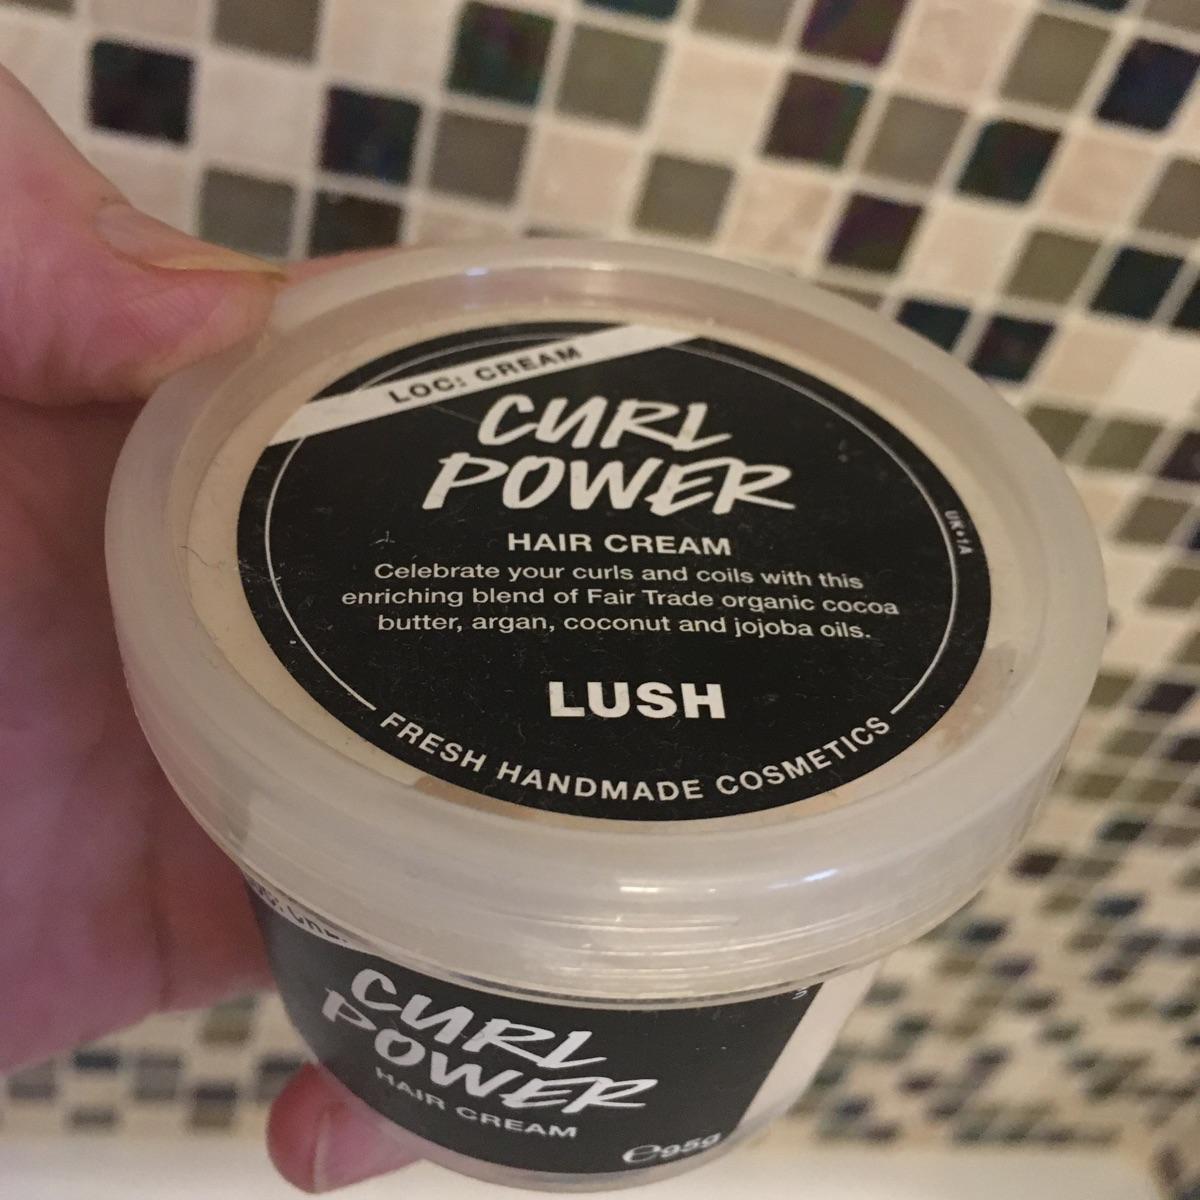 LOC: CREAM
CURL
POWER
HAIR CREAM
Celebrate your curls and coils with this
enriching blend of Fair Trade organic cocoa
butter, argan, coconut and jojoba oils.
LUSH
FRESH HANDMADE COSMETICS
UK•1A
CURL
POWER
HAIR CREAM
℮95g